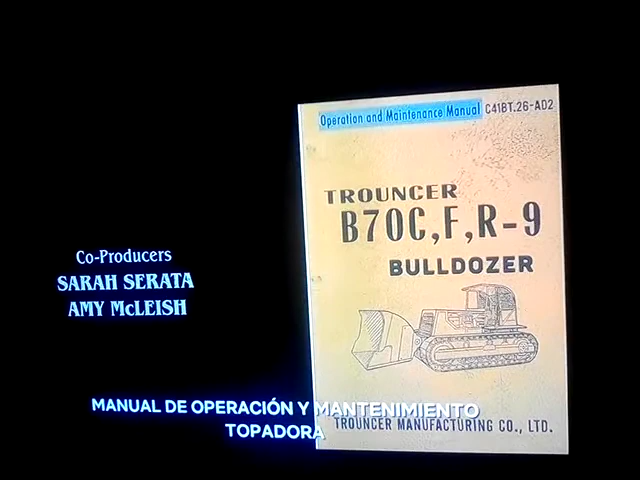 Operation and Maintenance Manual C41BT.26-AD2
TROUNCER
B70C, F, R-9
BULLDOZER
Co-Producers
SARAH SERATA
AMY McLEISH
MANUAL DE OPERACIÓN Y MANTENIMIENTO
TOPADORA
TROUNCER MANUFACTURING CO., LTD.